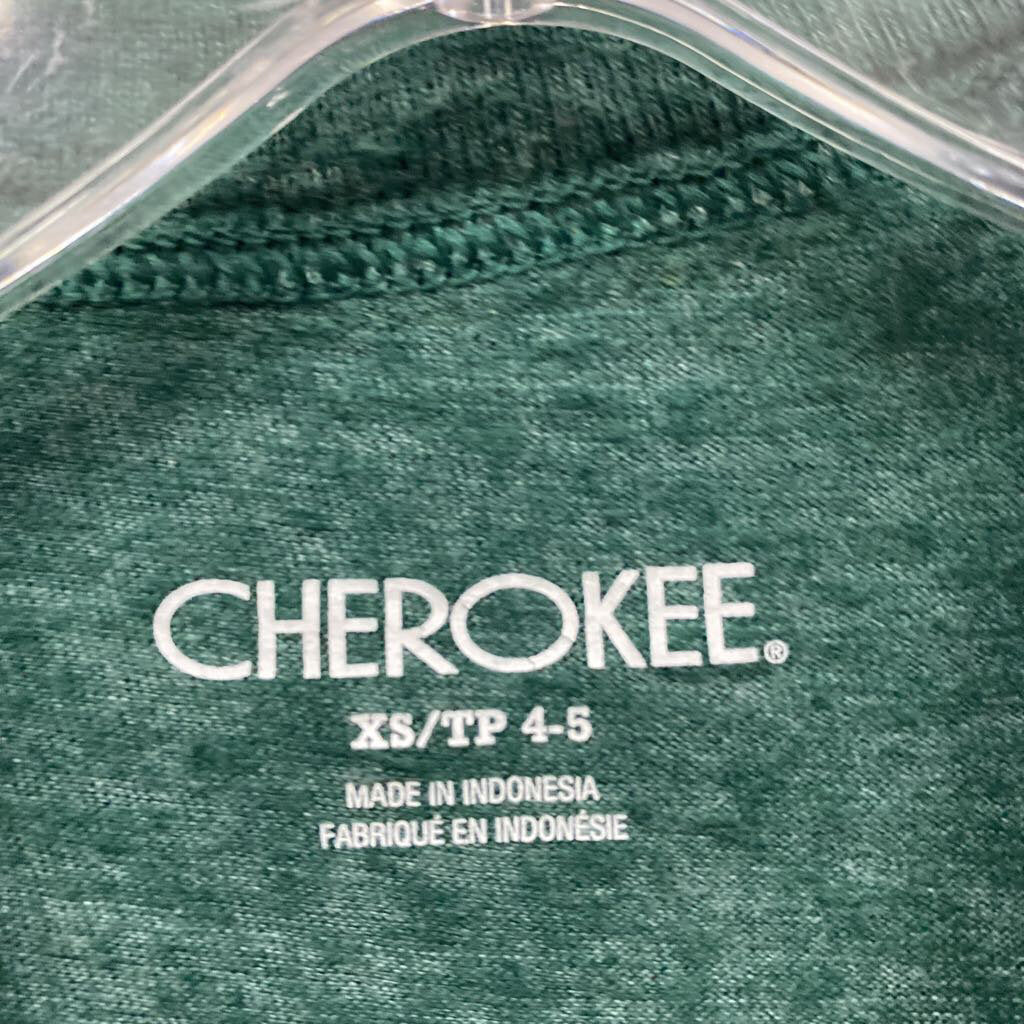 CHEROKEE®
XS/TP 4-5
MADE IN INDONESIA
FABRIQUÉ EN INDONÉSIE